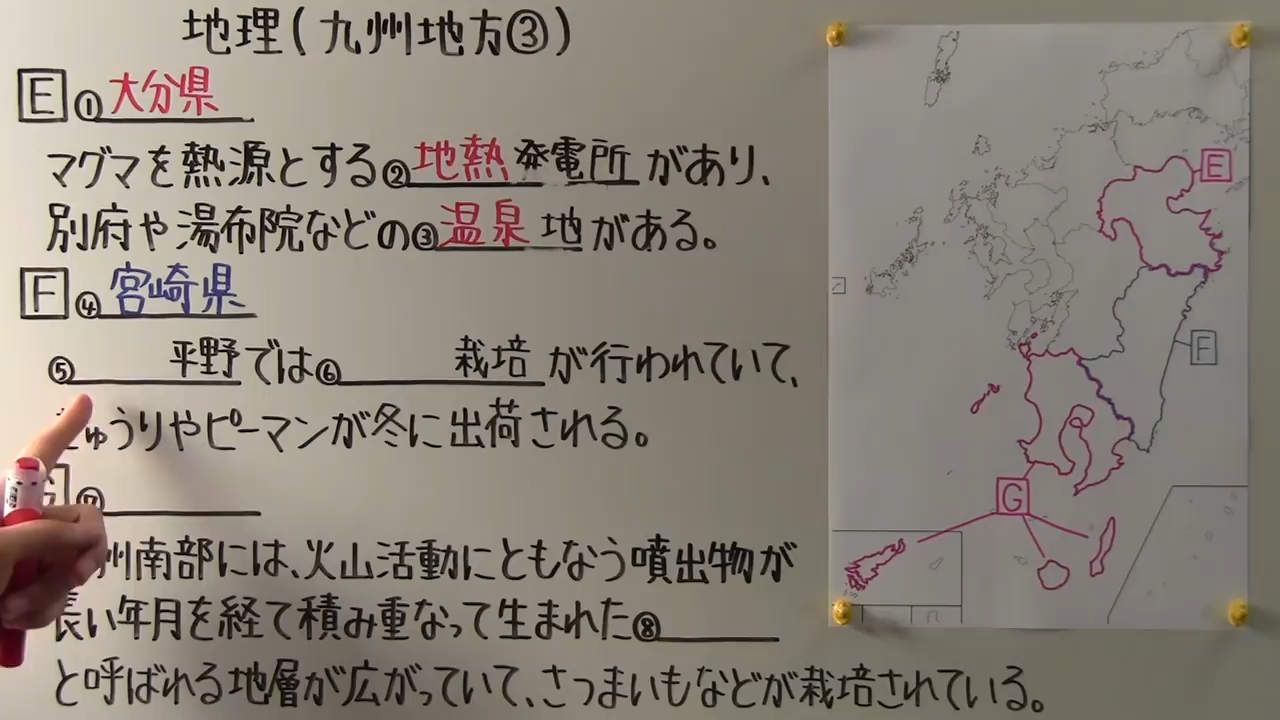 地理(九州地方③)
E ①大分県
マグマを熱源とする②地熱発電所があり、
別府や湯布院などの③温泉地がある。
F ④宮崎県
⑤ 平野では⑥ 栽培が行われていて、
ゅうりやピーマンが冬に出荷される。
⑦
州南部には、火山活動にともなう噴出物が
長い年月を経て積み重なって生まれた⑧
と呼ばれる地層が広がっていて、さつまいもなどが栽培されている。
E
F
G